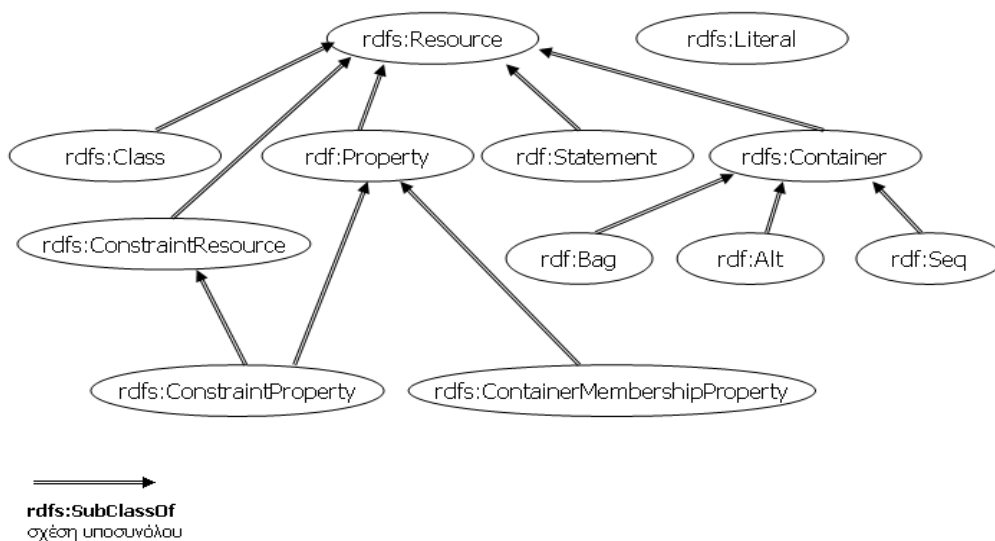 rdfs:Resource
rdfs:Literal
rdfs:Class
rdf:Property
rdf:Statement
rdfs:Container
rdfs:ConstraintResource
rdf:Bag
rdf:Alt
rdf:Seq
rdfs:ConstraintProperty
rdfs:ContainerMembershipProperty
rdfs:SubClassOf
σχέση υποσυνόλου